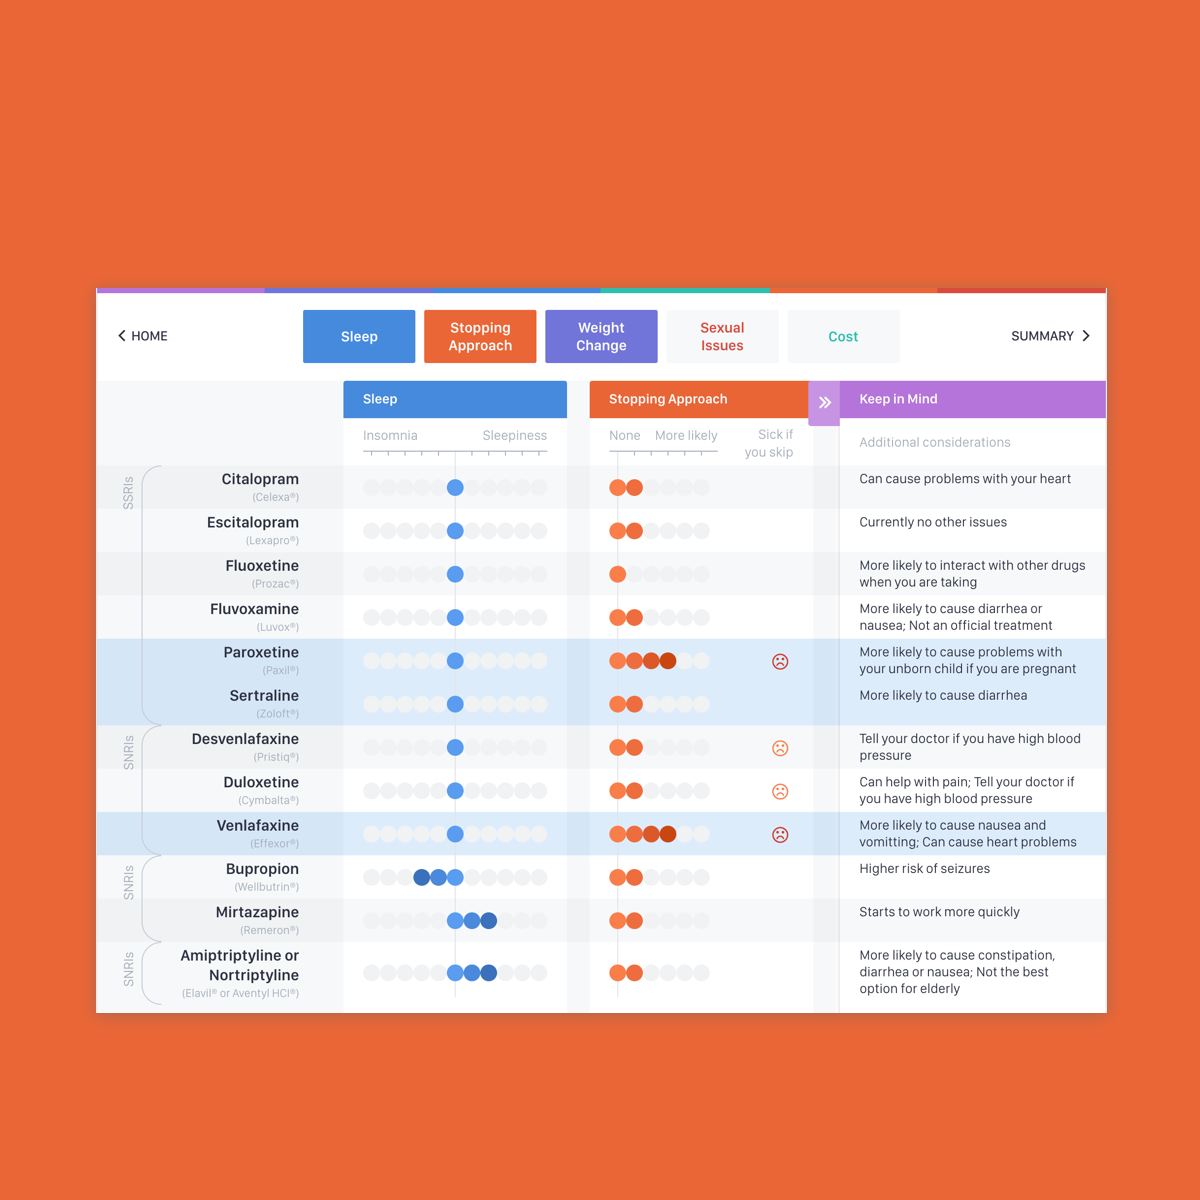 HOME
Sleep
Stopping
Approach
Weight
Change
Sexual
Issues
Cost
SUMMARY
Sleep
Stopping Approach
Keep in Mind
Insomnia
Sleepiness
None
More likely
Sick if
you skip
Additional considerations
SSRIs
Citalopram
(Celexa®)
Can cause problems with your heart
Escitalopram
(Lexapro®)
Currently no other issues
Fluoxetine
(Prozac®)
More likely to interact with other drugs
when you are taking
Fluvoxamine
(Luvox®)
More likely to cause diarrhea or
nausea; Not an official treatment
Paroxetine
(Paxil®)
More likely to cause problems with
your unborn child if you are pregnant
Sertraline
(Zoloft®)
More likely to cause diarrhea
SNRIs
Desvenlafaxine
(Pristiq®)
Tell your doctor if you have high blood
pressure
Duloxetine
(Cymbalta®)
Can help with pain; Tell your doctor if
you have high blood pressure
Venlafaxine
(Effexor®)
More likely to cause nausea and
vomitting; Can cause heart problems
SNRIs
Bupropion
(Wellbutrin®)
Higher risk of seizures
Mirtazapine
(Remeron®)
Starts to work more quickly
SNRIs
Amiptriptyline or
Nortriptyline
(Elavil® or Aventyl HCI®)
More likely to cause constipation,
diarrhea or nausea; Not the best
option for elderly